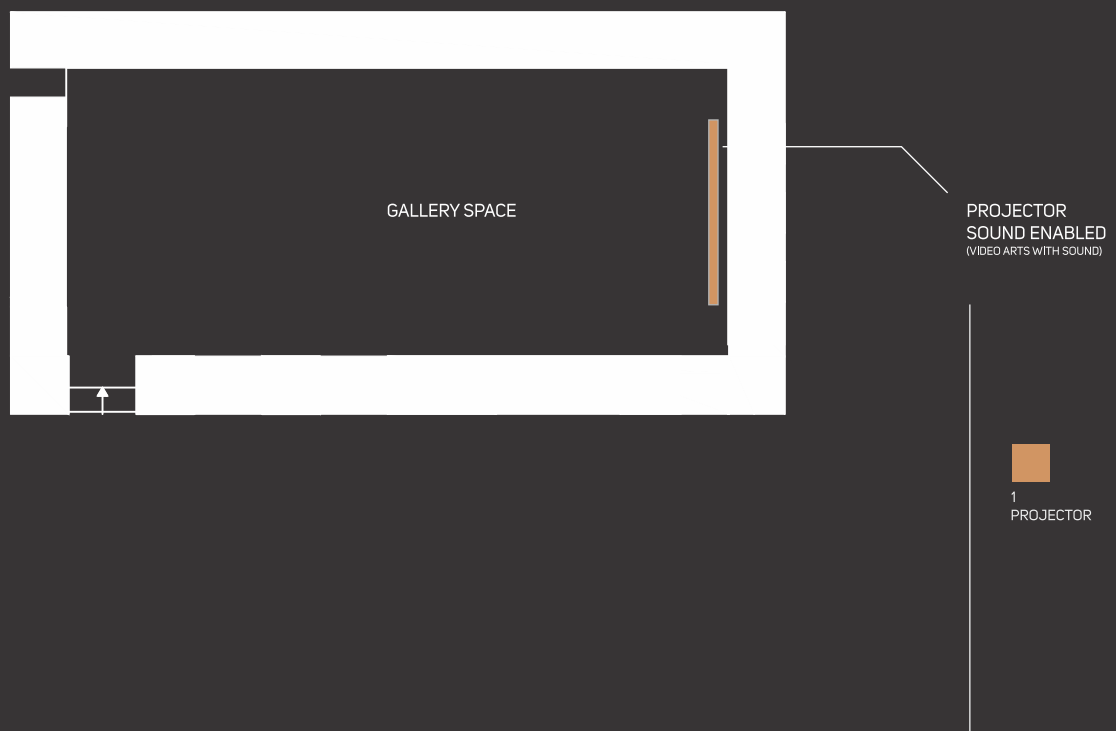 GALLERY SPACE
PROJECTOR
SOUND ENABLED
(VIDEO ARTS WITH SOUND)
1
PROJECTOR